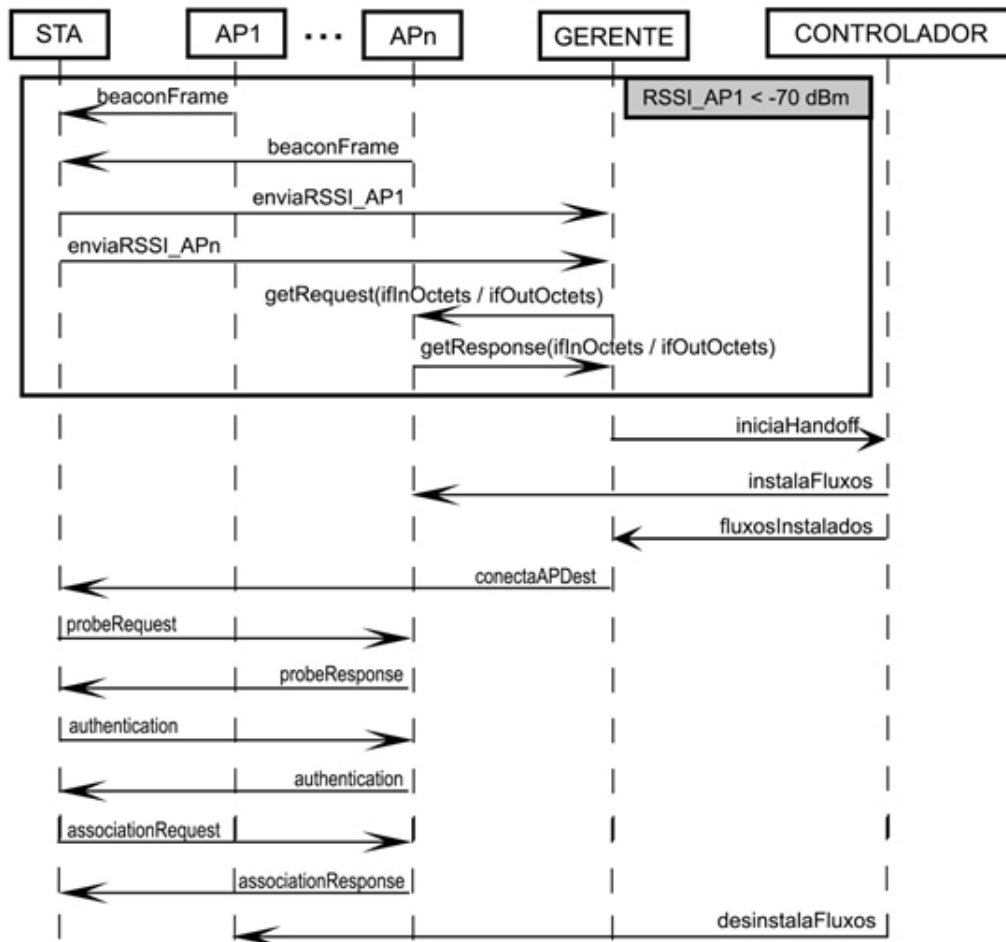 STA AP1 ... APn GERENTE CONTROLADOR
RSSI_AP1 < -70 dBm
beaconFrame
beaconFrame
enviaRSSI_AP1
enviaRSSI_APn
getRequest(ifInOctets / ifOutOctets)
getResponse(ifInOctets / ifOutOctets)
iniciaHandoff
instalaFluxos
fluxosInstalados
conectaAPDest
probeRequest
probeResponse
authentication
authentication
associationRequest
associationResponse
desinstalaFluxos